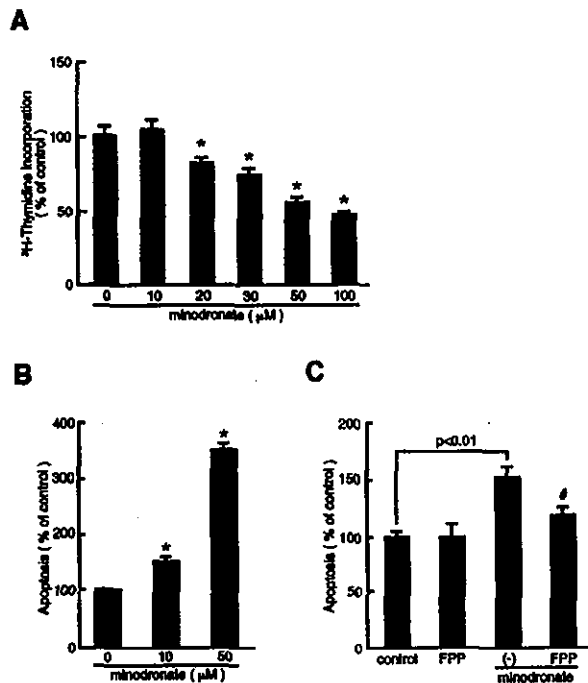 A
150
100
50
0
³H-Thymidine Incorporation
( % of control )
* * * *
0 10 20 30 50 100
minodronate ( μM )
B
400
300
200
100
0
Apoptosis ( % of control )
* *
0 10 50
minodronate ( μM )
C
200
150
100
50
0
Apoptosis ( % of control )
p<0.01
#
control FPP (-) FPP
minodronate